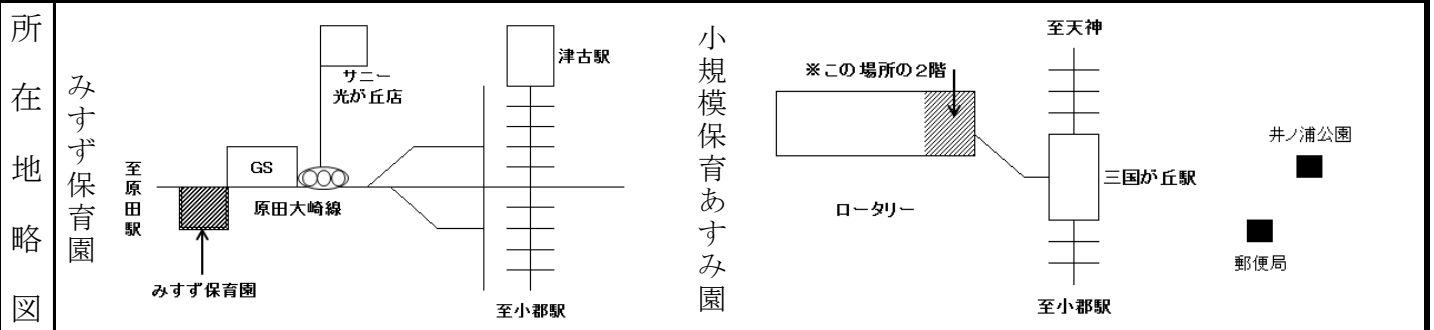 所在地略図
みすず保育園
サニー
光が丘店
津古駅
GS
至原田駅
原田大崎線
みすず保育園
至小郡駅
小規模保育あすみ園
至天神
※この場所の2階
井ノ浦公園
三国が丘駅
ロータリー
郵便局
至小郡駅